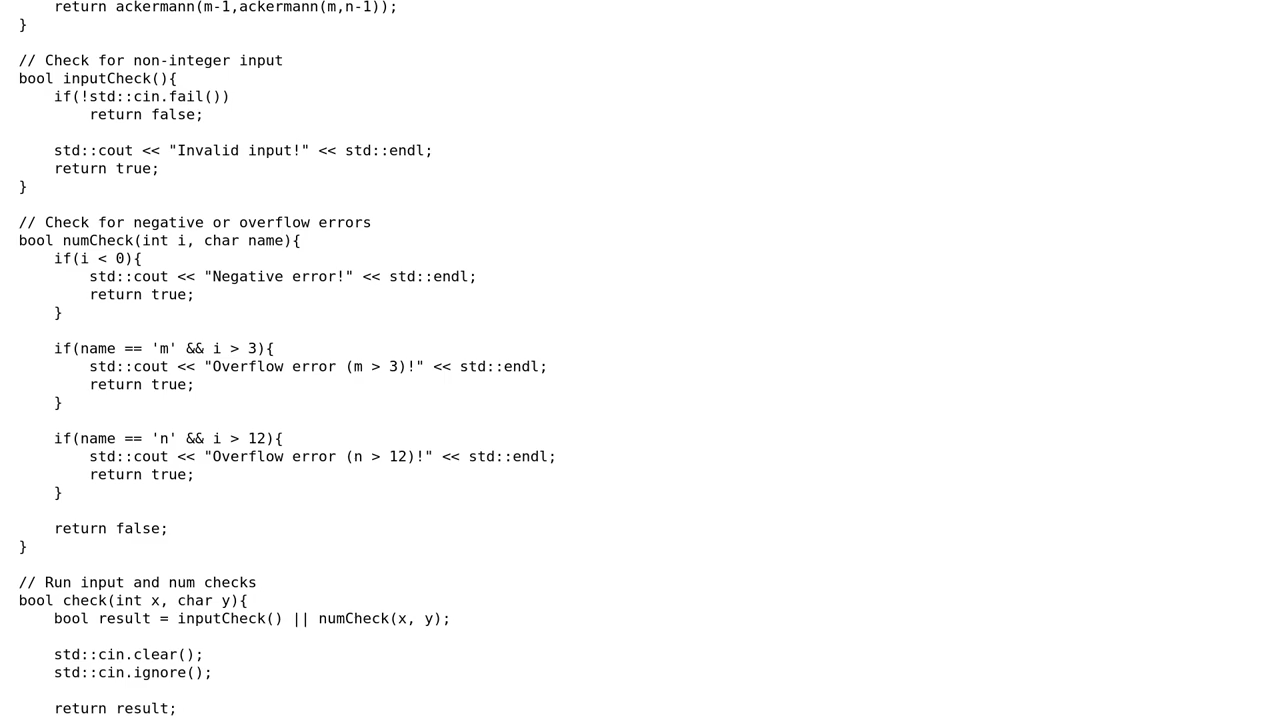 return ackermann(m-1,ackermann(m,n-1));
}

// Check for non-integer input
bool inputCheck(){
    if(!std::cin.fail())
        return false;

    std::cout << "Invalid input!" << std::endl;
    return true;
}

// Check for negative or overflow errors
bool numCheck(int i, char name){
    if(i < 0){
        std::cout << "Negative error!" << std::endl;
        return true;
    }

    if(name == 'm' && i > 3){
        std::cout << "Overflow error (m > 3)!" << std::endl;
        return true;
    }

    if(name == 'n' && i > 12){
        std::cout << "Overflow error (n > 12)!" << std::endl;
        return true;
    }

    return false;
}

// Run input and num checks
bool check(int x, char y){
    bool result = inputCheck() || numCheck(x, y);

    std::cin.clear();
    std::cin.ignore();

    return result;